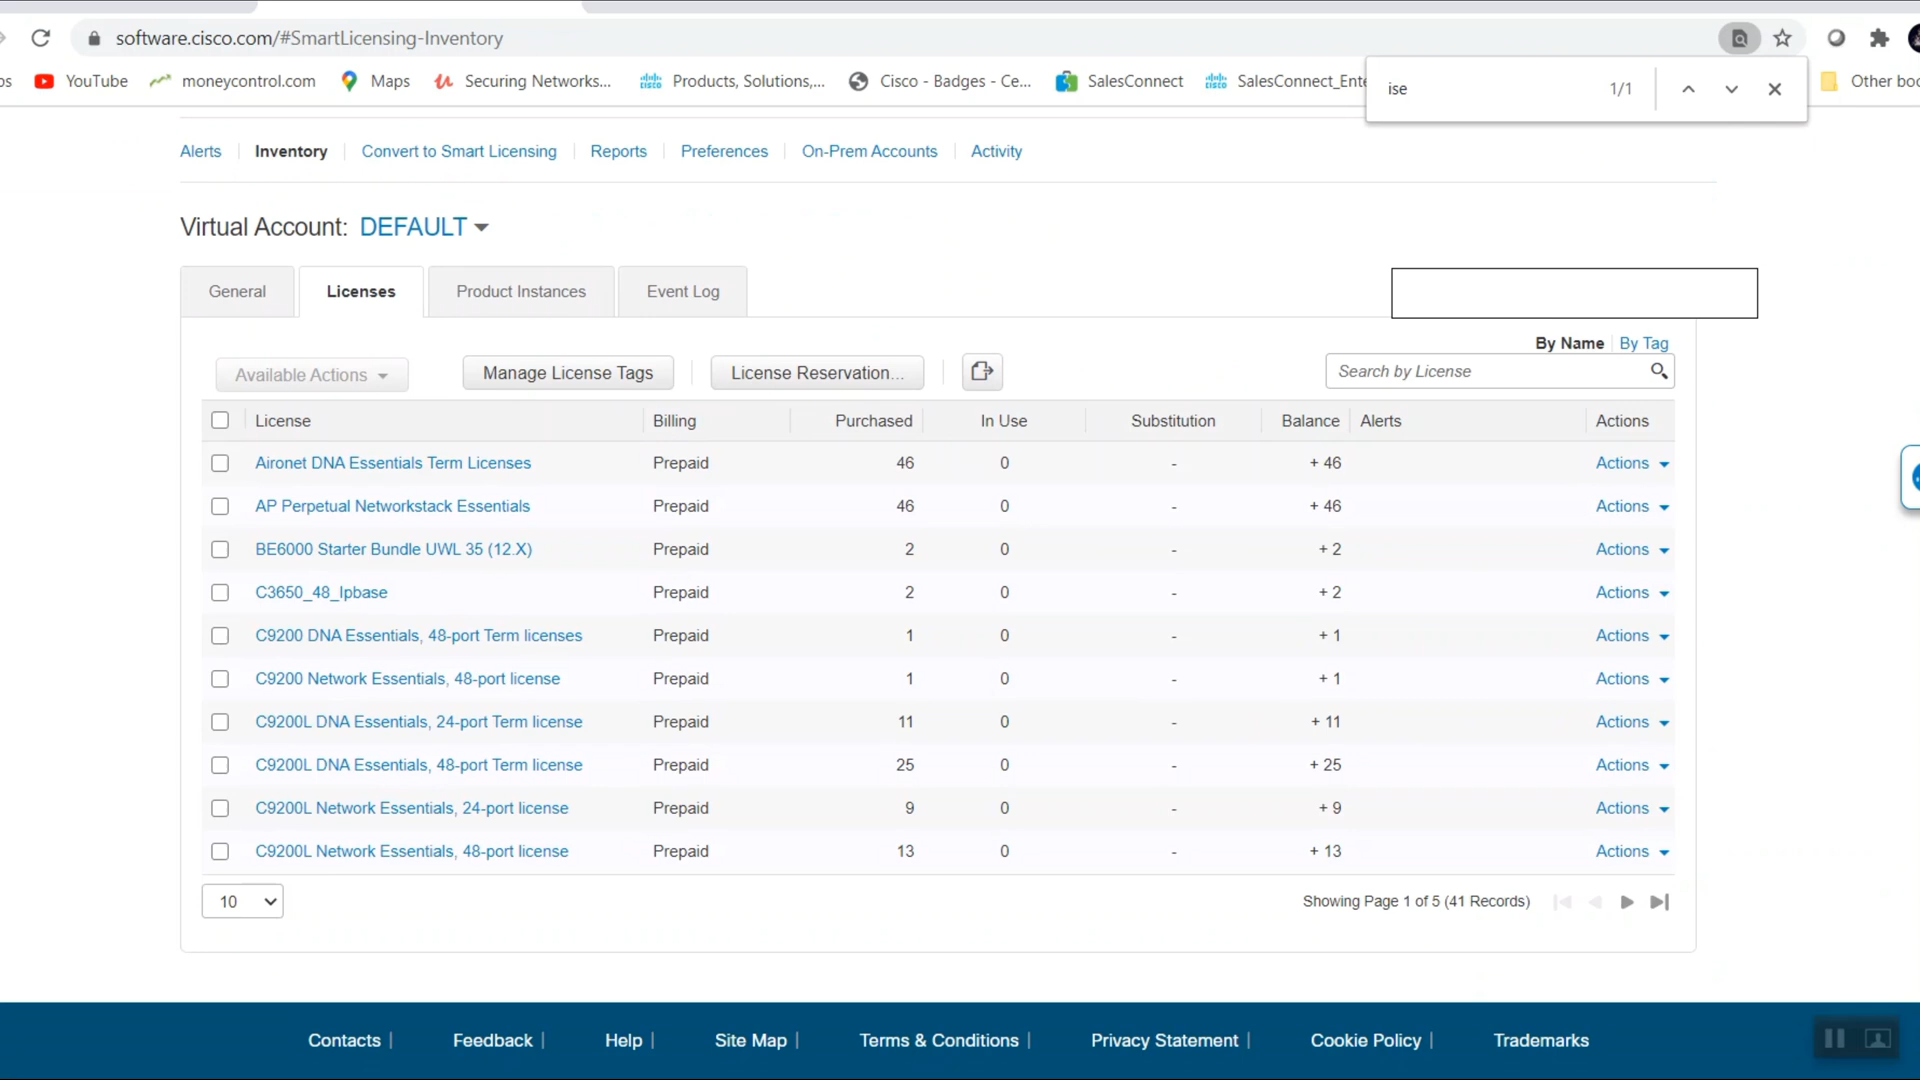 software.cisco.com/#SmartLicensing-Inventory
YouTube moneycontrol.com Maps Securing Networks... Products, Solutions,... Cisco - Badges - Ce... SalesConnect SalesConnect_Ente Other boo
ise 1/1
Alerts Inventory Convert to Smart Licensing Reports Preferences On-Prem Accounts Activity
Virtual Account: DEFAULT
General Licenses Product Instances Event Log
By Name By Tag
Available Actions Manage License Tags License Reservation... Search by License
License Billing Purchased In Use Substitution Balance Alerts Actions
Aironet DNA Essentials Term Licenses Prepaid 46 0 - + 46 Actions
AP Perpetual Networkstack Essentials Prepaid 46 0 - + 46 Actions
BE6000 Starter Bundle UWL 35 (12.X) Prepaid 2 0 - + 2 Actions
C3650_48_Ipbase Prepaid 2 0 - + 2 Actions
C9200 DNA Essentials, 48-port Term licenses Prepaid 1 0 - + 1 Actions
C9200 Network Essentials, 48-port license Prepaid 1 0 - + 1 Actions
C9200L DNA Essentials, 24-port Term license Prepaid 11 0 - + 11 Actions
C9200L DNA Essentials, 48-port Term license Prepaid 25 0 - + 25 Actions
C9200L Network Essentials, 24-port license Prepaid 9 0 - + 9 Actions
C9200L Network Essentials, 48-port license Prepaid 13 0 - + 13 Actions
10 Showing Page 1 of 5 (41 Records)
Contacts | Feedback | Help | Site Map | Terms & Conditions | Privacy Statement | Cookie Policy | Trademarks